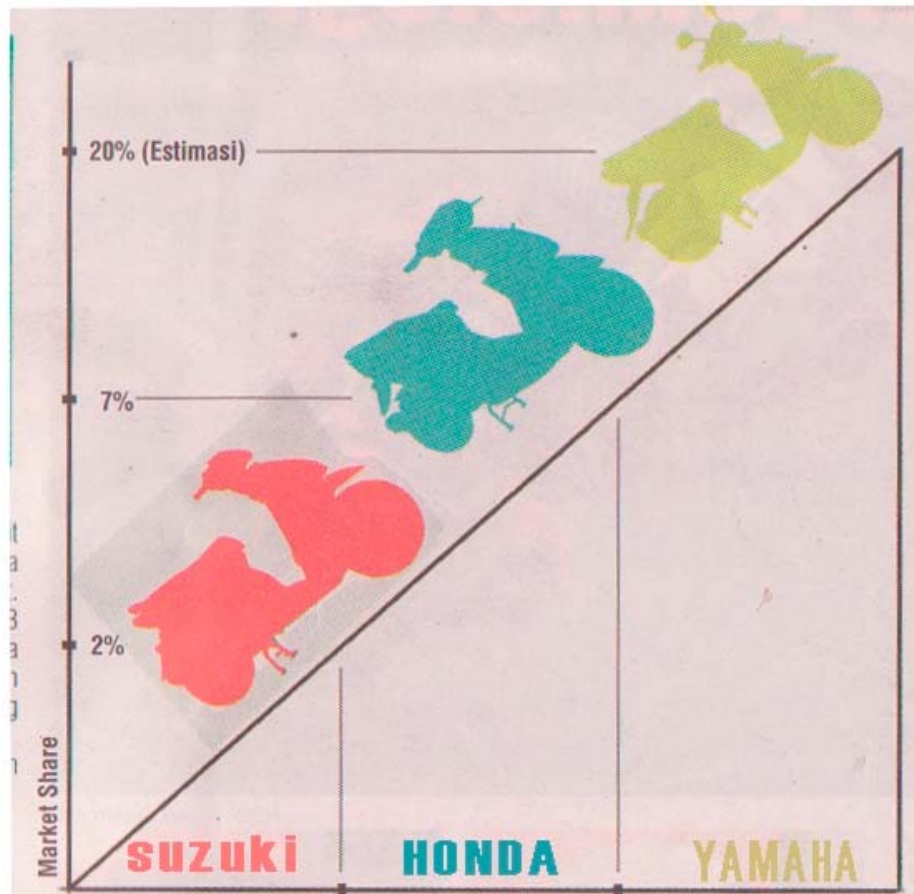 20% (Estimasi)
7%
2%
Market Share
suzuki
HONDA
YAMAHA